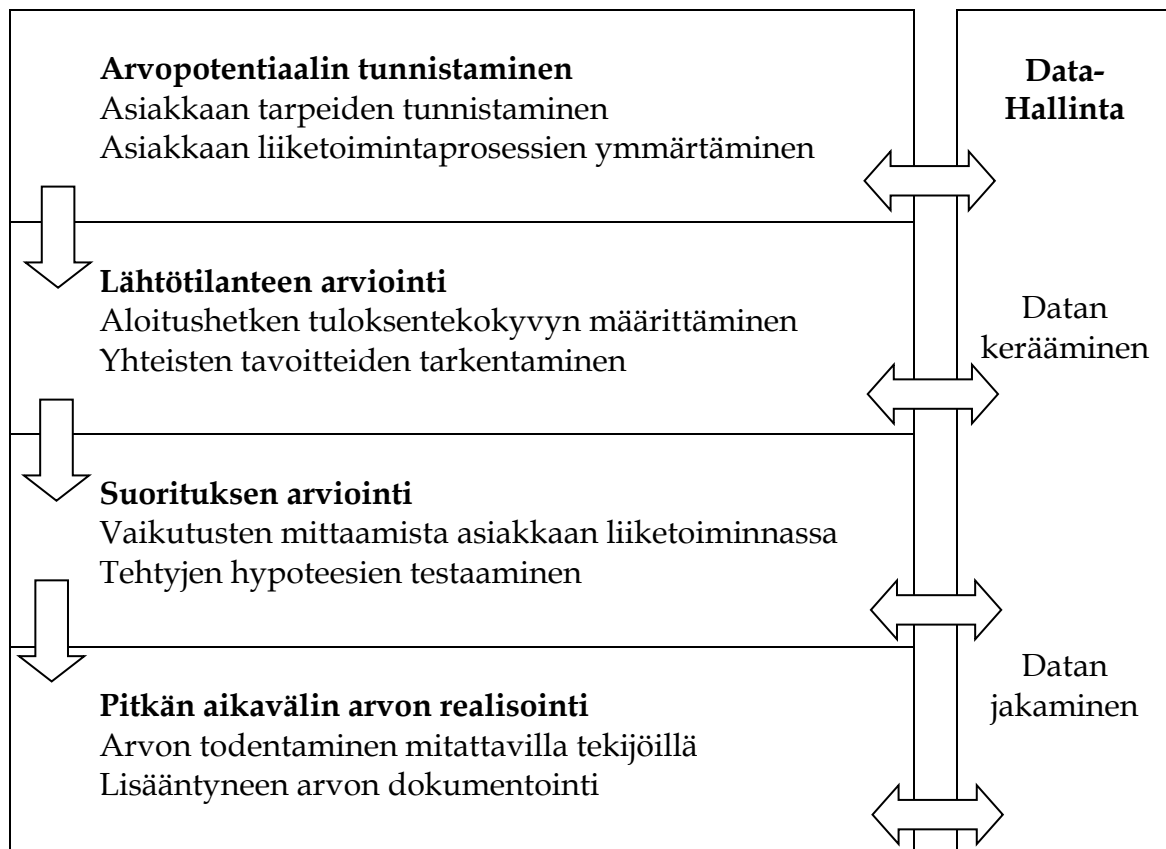 Arvopotentiaalin tunnistaminen
Asiakkaan tarpeiden tunnistaminen
Asiakkaan liiketoimintaprosessien ymmärtäminen
Lähtötilanteen arviointi
Aloitushetken tuloksentekokyvyn määrittäminen
Yhteisten tavoitteiden tarkentaminen
Suorituksen arviointi
Vaikutusten mittaamista asiakkaan liiketoiminnassa
Tehtyjen hypoteesien testaaminen
Pitkän aikavälin arvon realisointi
Arvon todentaminen mitattavilla tekijöillä
Lisääntyneen arvon dokumentointi
Data-
Hallinta
Datan
kerääminen
Datan
jakaminen